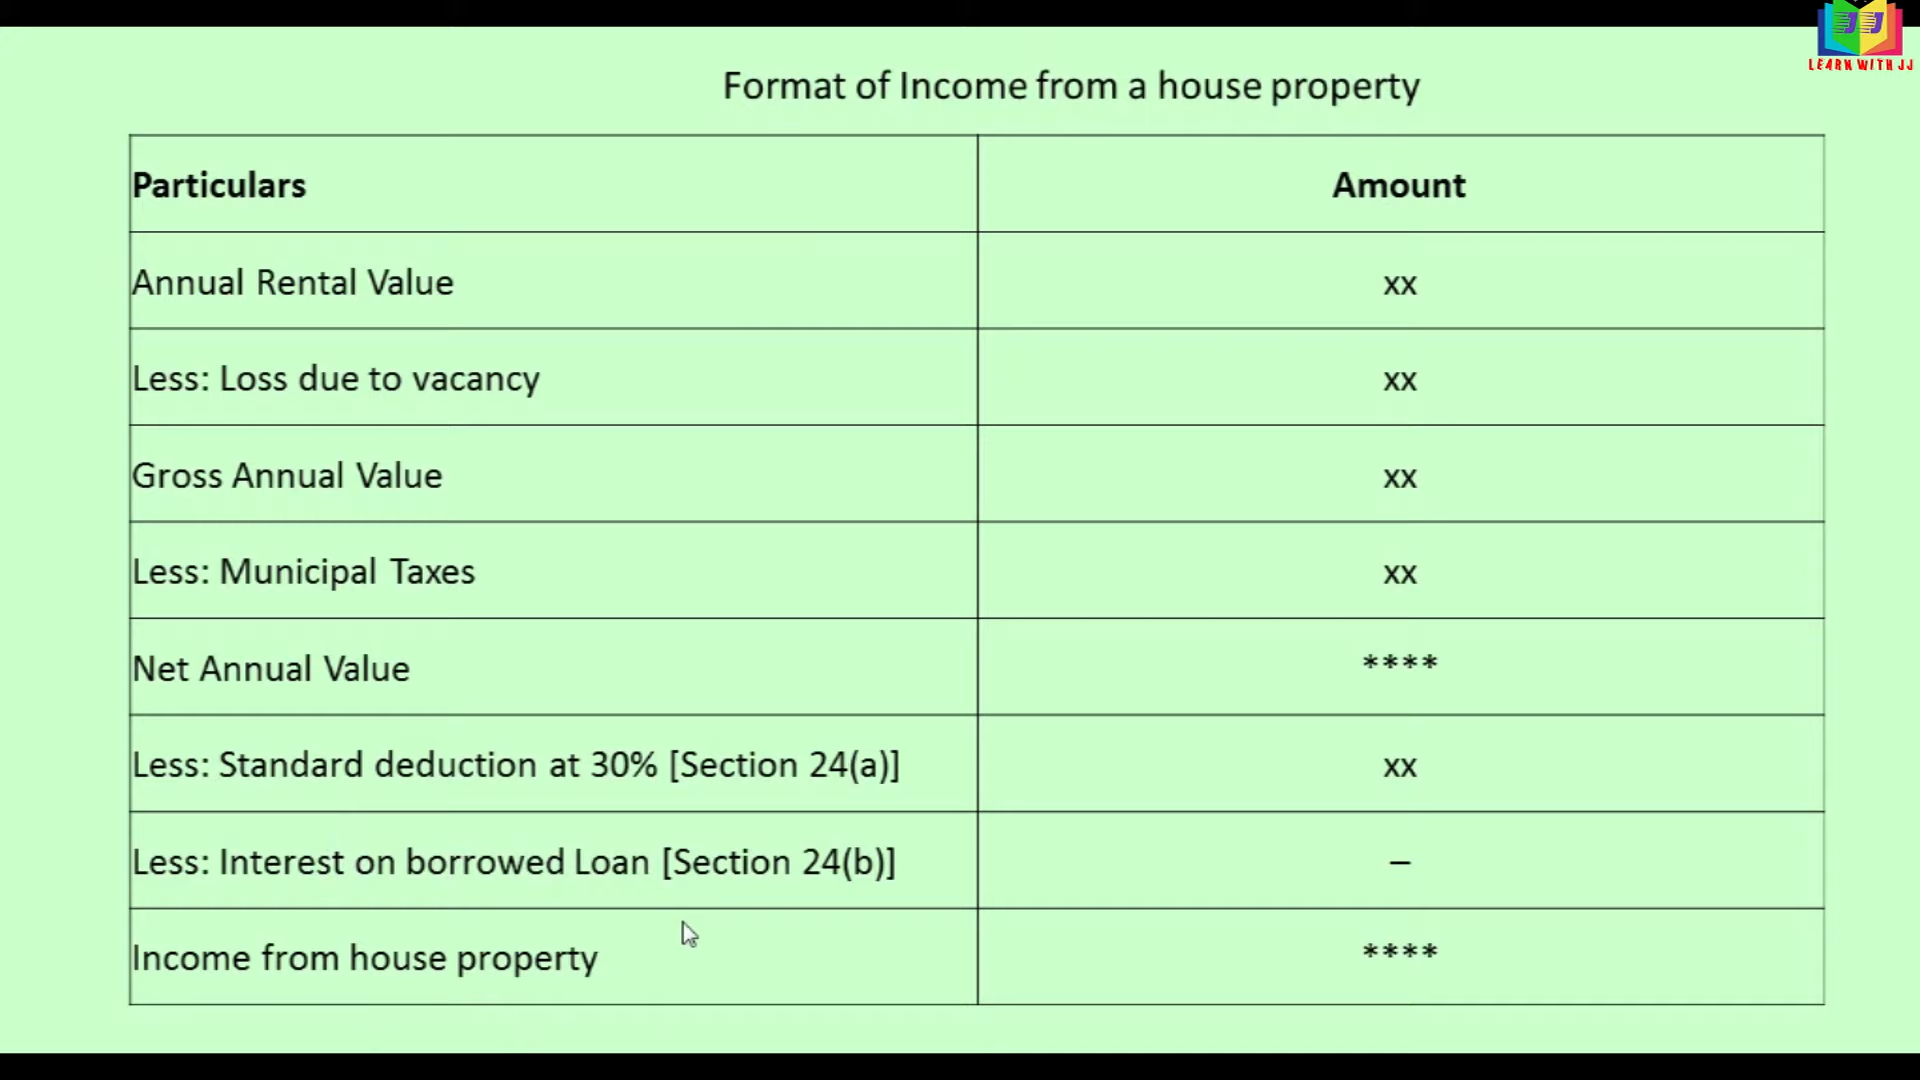 JJ
LEARN WITH JJ
Format of Income from a house property
Particulars Amount
Annual Rental Value xx
Less: Loss due to vacancy xx
Gross Annual Value xx
Less: Municipal Taxes xx
Net Annual Value ****
Less: Standard deduction at 30% [Section 24(a)] xx
Less: Interest on borrowed Loan [Section 24(b)] –
Income from house property ****